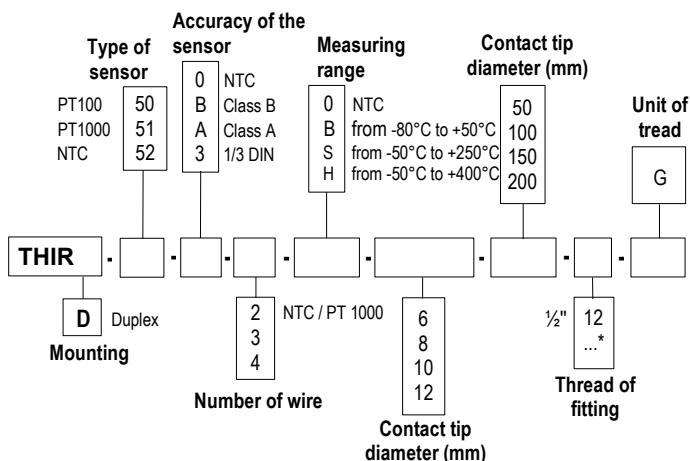 Type of
sensor
PT100 50
PT1000 51
NTC 52
Accuracy of the
sensor
0 NTC
B Class B
A Class A
3 1/3 DIN
Measuring
range
0 NTC
B from -80°C to +50°C
S from -50°C to +250°C
H from -50°C to +400°C
Contact tip
diameter (mm)
50
100
150
200
Unit of
tread
G
THIR - - - - - - -
D Duplex
Mounting
2 NTC / PT 1000
3
4
Number of wire
6
8
10
12
Contact tip
diameter (mm)
½" 12
...*
Thread of
fitting